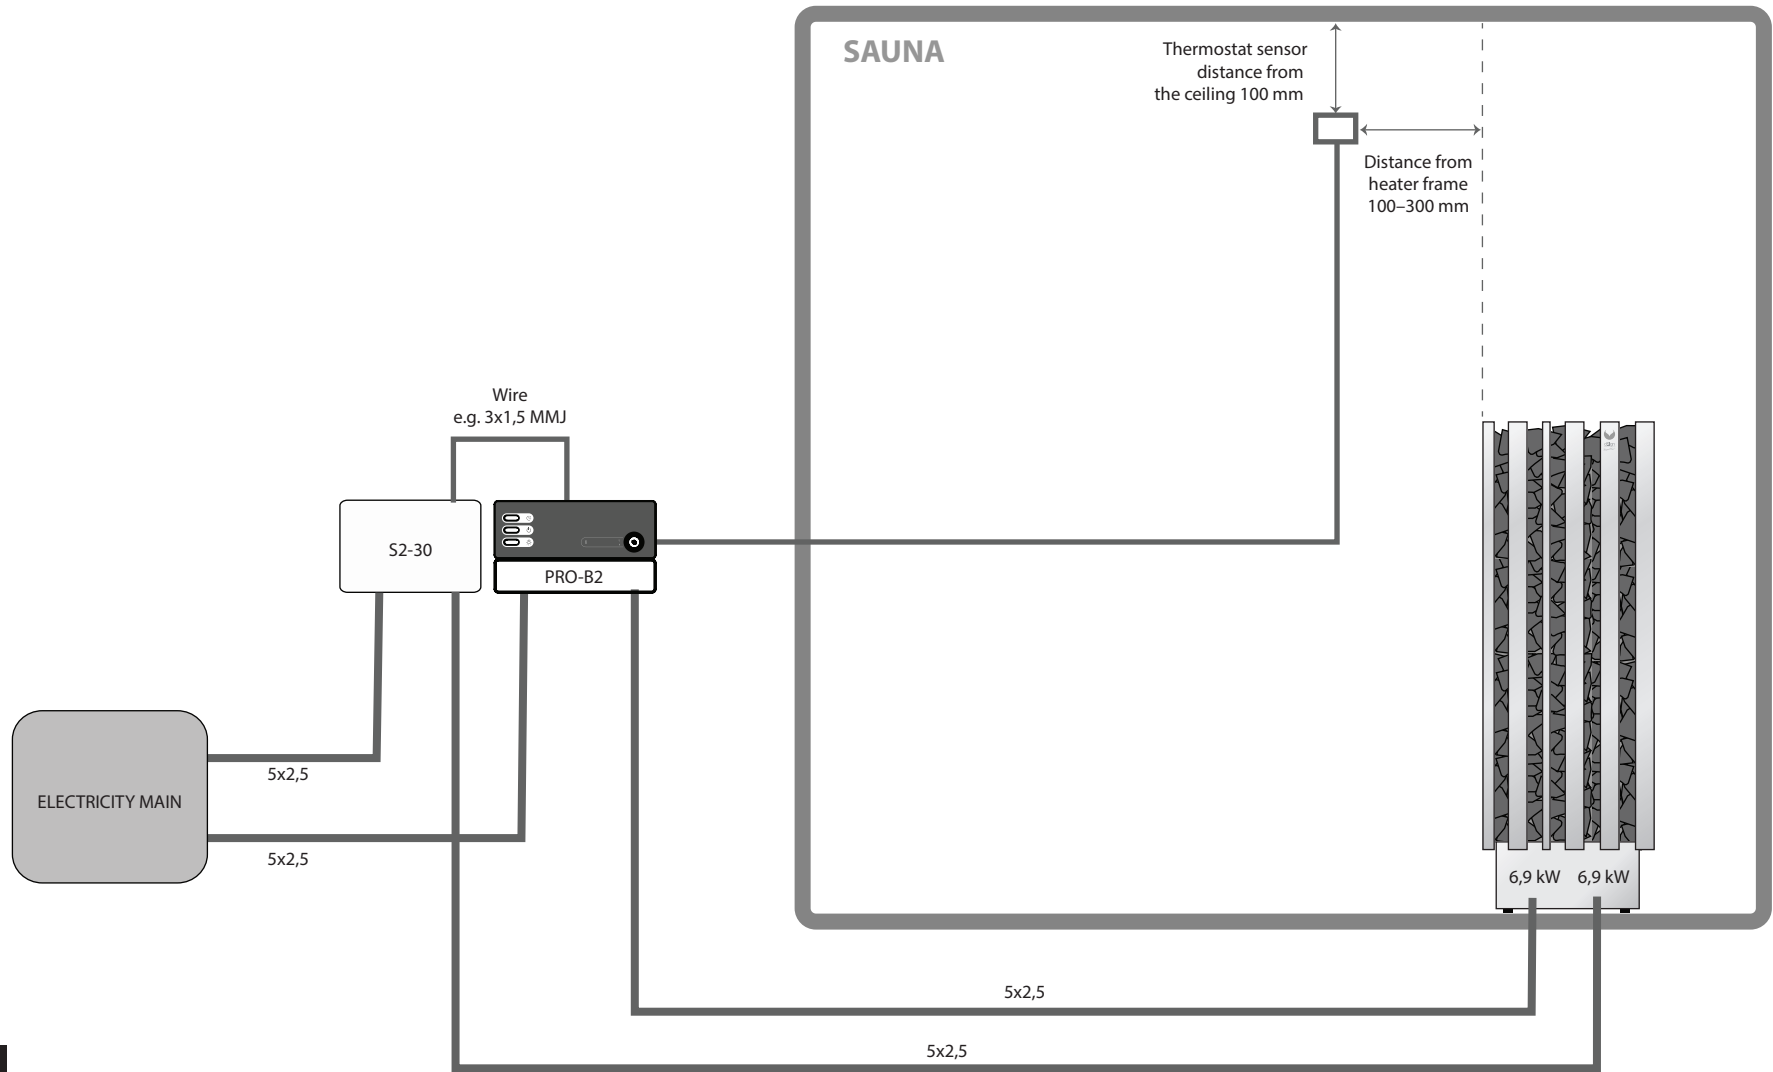 SAUNA
Thermostat sensor
distance from
the ceiling 100 mm
Distance from
heater frame
100–300 mm
Wire
e.g. 3x1,5 MMJ
S2-30
PRO-B2
ELECTRICITY MAIN
5x2,5
5x2,5
6,9 kW 6,9 kW
5x2,5
5x2,5